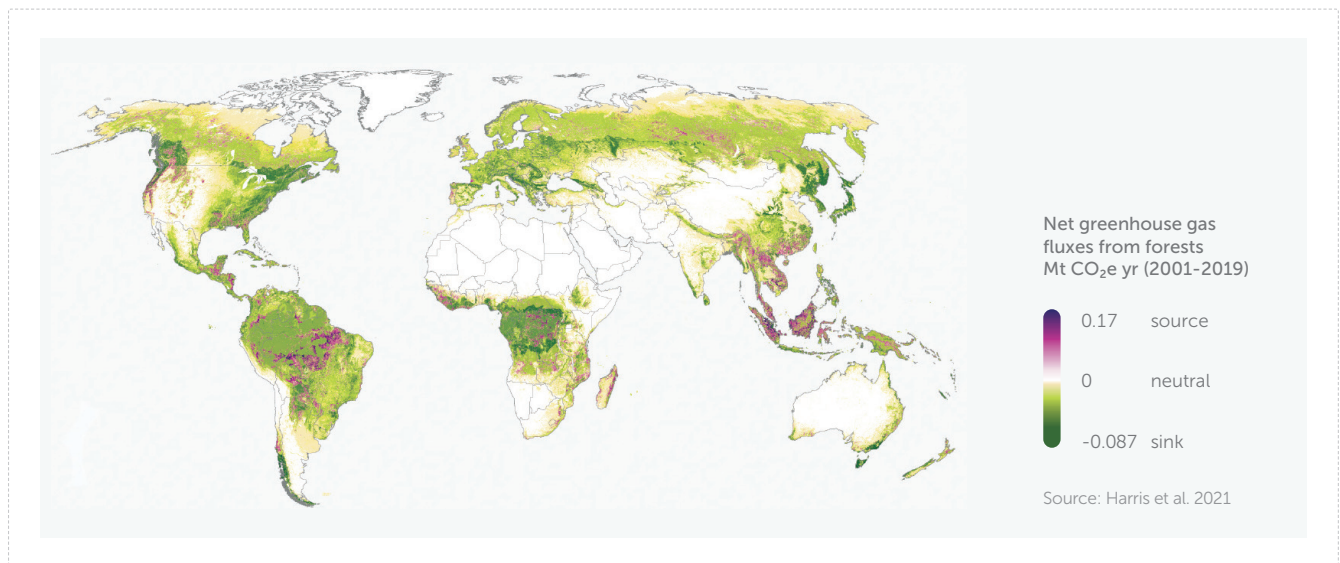 Net greenhouse gas
fluxes from forests
Mt CO₂e yr (2001-2019)
0.17 source
0 neutral
-0.087 sink
Source: Harris et al. 2021